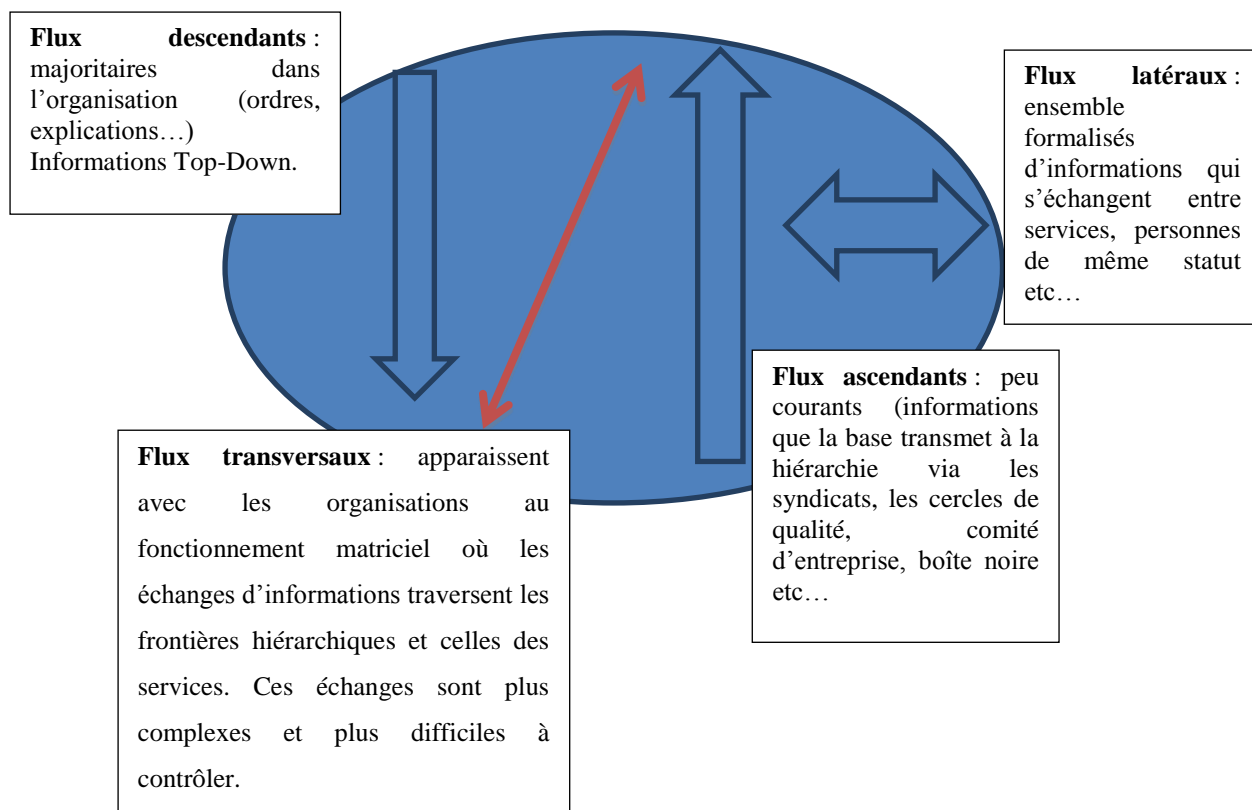 Flux descendants :
majoritaires dans
l’organisation (ordres,
explications…)
Informations Top-Down.
Flux latéraux :
ensemble
formalisés
d’informations qui
s’échangent entre
services, personnes
de même statut
etc…
Flux ascendants : peu
courants (informations
que la base transmet à la
hiérarchie via les
syndicats, les cercles de
qualité, comité
d’entreprise, boîte noire
etc…
Flux transversaux : apparaissent
avec les organisations au
fonctionnement matriciel où les
échanges d’informations traversent les
frontières hiérarchiques et celles des
services. Ces échanges sont plus
complexes et plus difficiles à
contrôler.